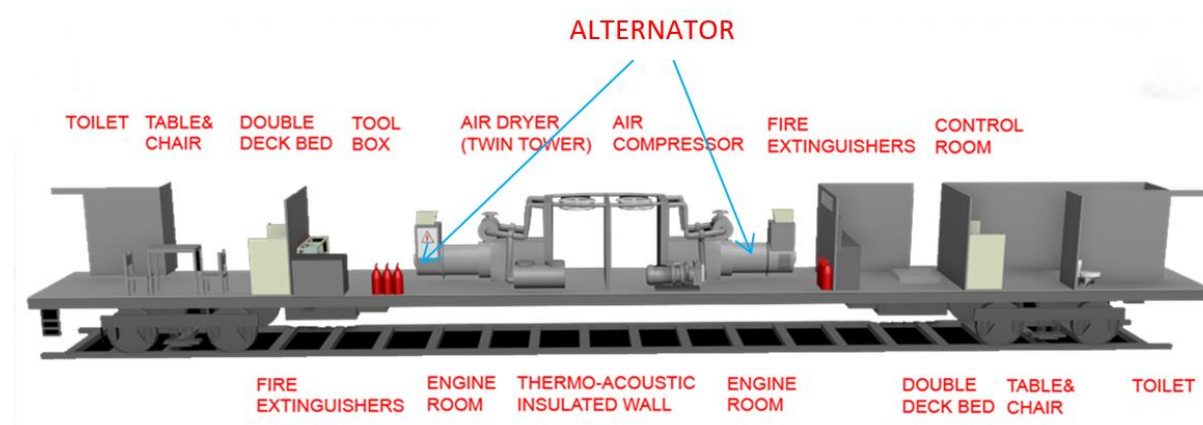 ALTERNATOR
TOILET TABLE& DOUBLE TOOL AIR DRYER AIR FIRE CONTROL
CHAIR DECK BED BOX (TWIN TOWER) COMPRESSOR EXTINGUISHERS ROOM
FIRE ENGINE THERMO-ACOUSTIC ENGINE DOUBLE TABLE& TOILET
EXTINGUISHERS ROOM INSULATED WALL ROOM DECK BED CHAIR